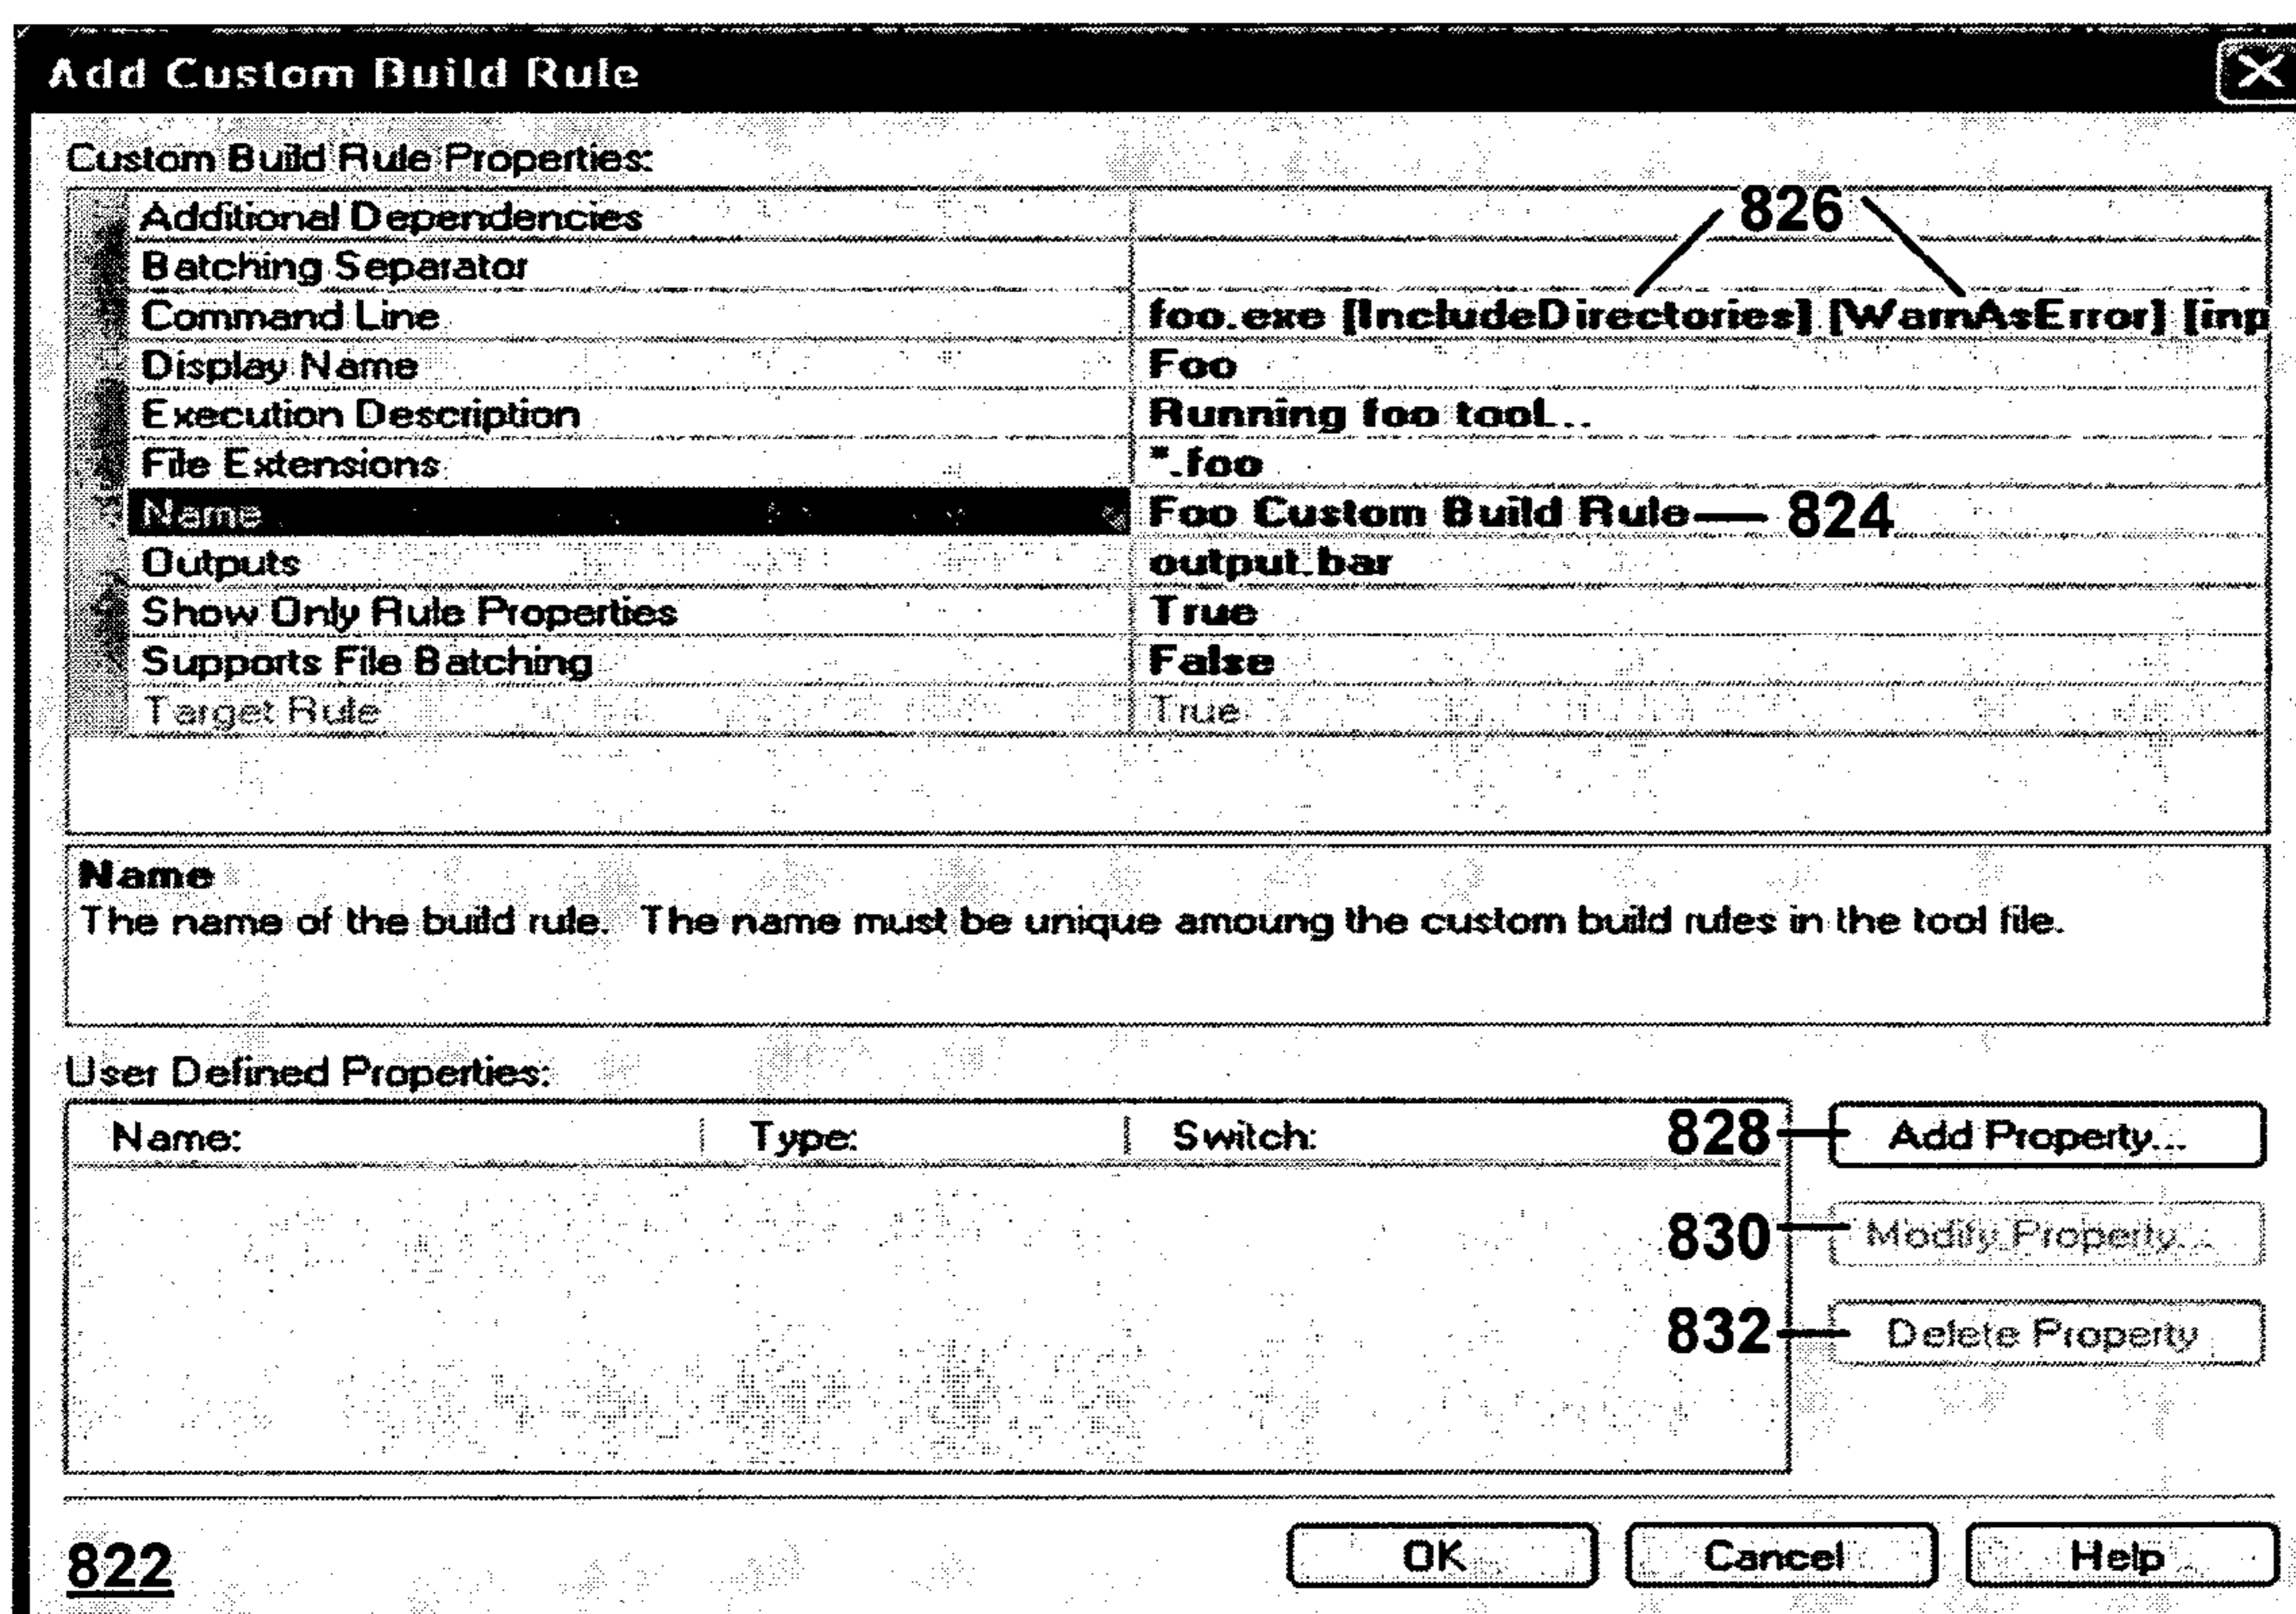 Add Custom Build Rule
Custom Build Rule Properties:
826
Additional Dependencies
Batching Separator
Command Line foo.exe [IncludeDirectories] [WarnAsError] [inp
Display Name Foo
Execution Description Running foo tool...
File Extensions *.foo
Name Foo Custom Build Rule 824
Outputs output.bar
Show Only Rule Properties True
Supports File Batching False
Target Rule True
Name
The name of the build rule. The name must be unique amoung the custom build rules in the tool file.
User Defined Properties:
Name: Type: Switch: 828 Add Property...
830 Modify Property...
832 Delete Property
822 OK Cancel Help